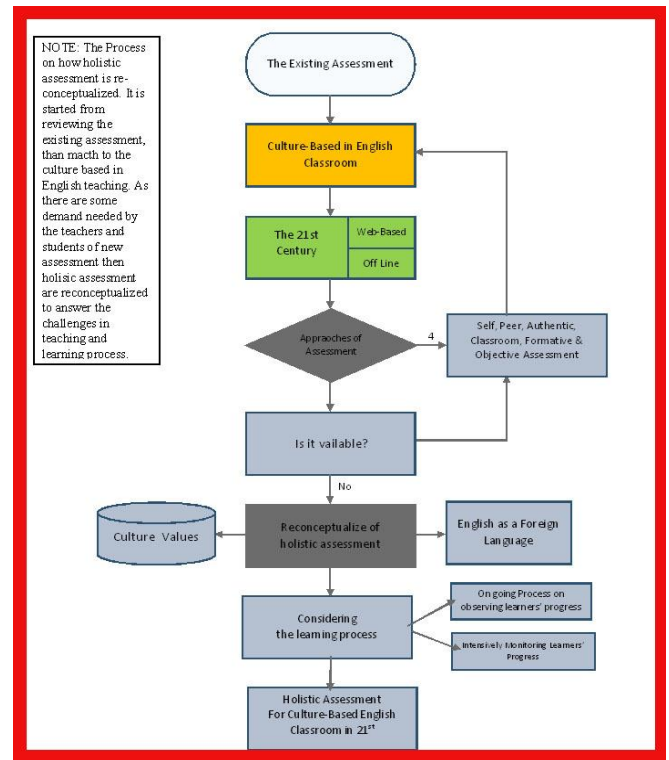 NOTE: The Process
on how holistic
assessment is re-
conceptualized. It is
started from
reviewing the
existing assessment,
than macth to the
culture based in
English teaching. As
there are some
demand needed by
the teachers and
students of new
assessment then
holisic assessment
are reconceptualized
to answer the
challenges in
teaching and
learning process.
The Existing Assessment
Culture-Based in English
Classroom
The 21st
Century
Web-Based
Off Line
Appraoches of
Assessment
4
Self, Peer, Authentic,
Classroom, Formative &
Objective Assessment
Is it vailable?
No
Culture Values
Reconceptualize of
holistic assessment
English as a Foreign
Language
Considering
the learning process
On going Process on
observing learners' progress
Intensively Monitoring Learners'
Progress
Holistic Assessment
For Culture-Based English
Classroom in 21st